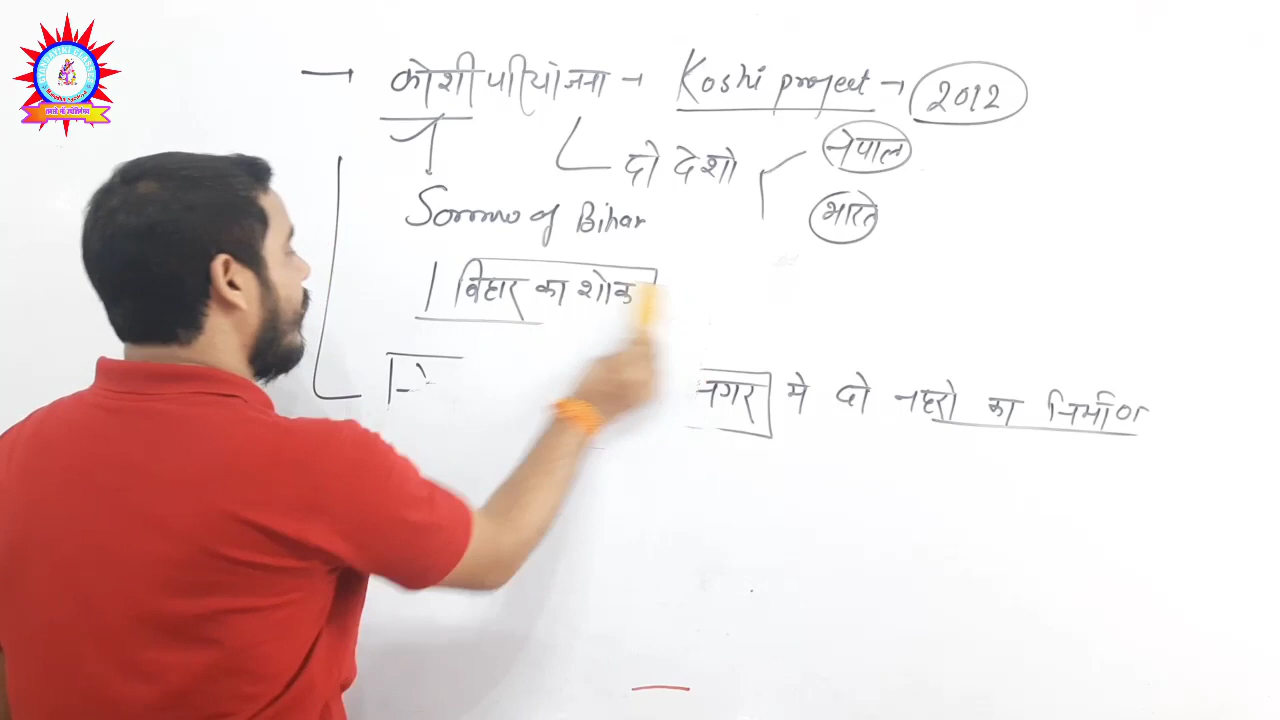 → कोशी परियोजना → Koshi project → 2012
दो देशो
नेपाल
भारत
Sorrow of Bihar
बिहार का शोक
नगर मे दो नहरो का निर्माण